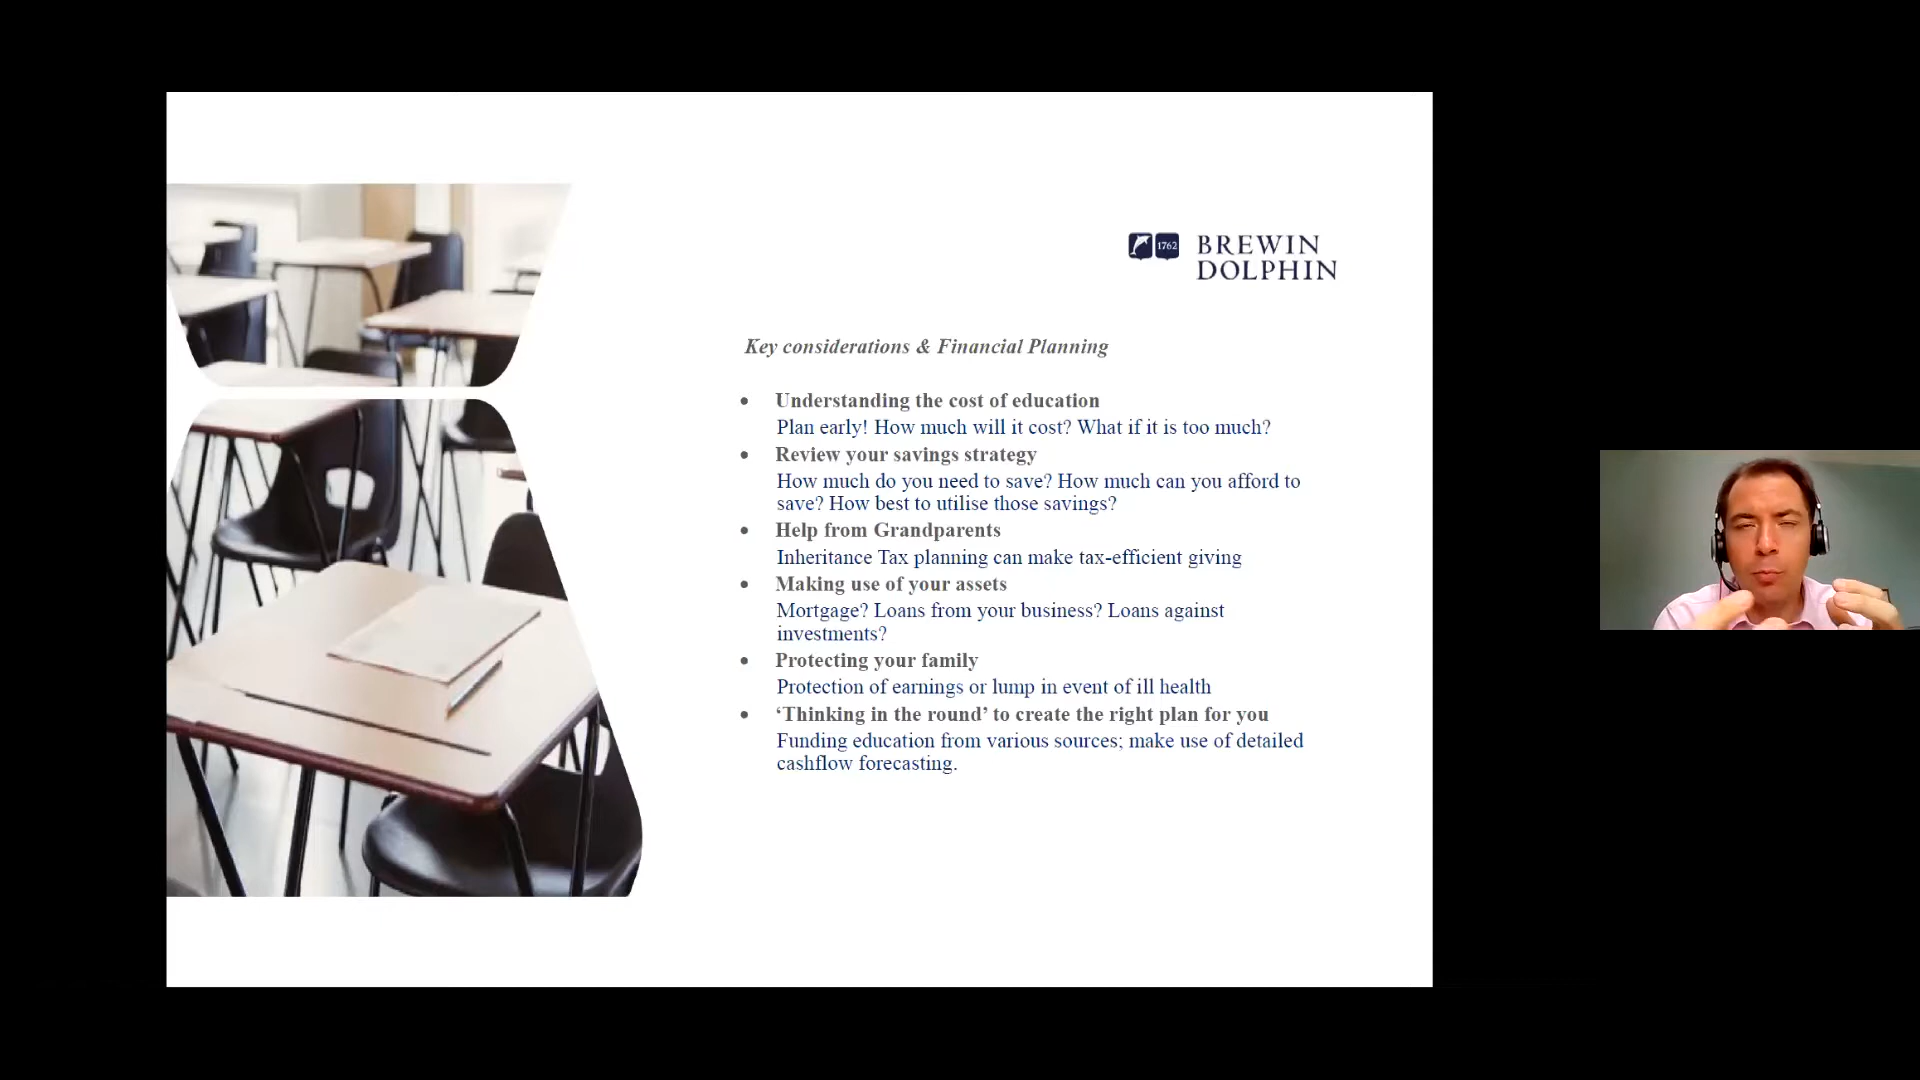 1762
BREWIN
DOLPHIN
Key considerations & Financial Planning
• Understanding the cost of education
Plan early! How much will it cost? What if it is too much?
• Review your savings strategy
How much do you need to save? How much can you afford to
save? How best to utilise those savings?
• Help from Grandparents
Inheritance Tax planning can make tax-efficient giving
• Making use of your assets
Mortgage? Loans from your business? Loans against
investments?
• Protecting your family
Protection of earnings or lump in event of ill health
• ‘Thinking in the round’ to create the right plan for you
Funding education from various sources; make use of detailed
cashflow forecasting.